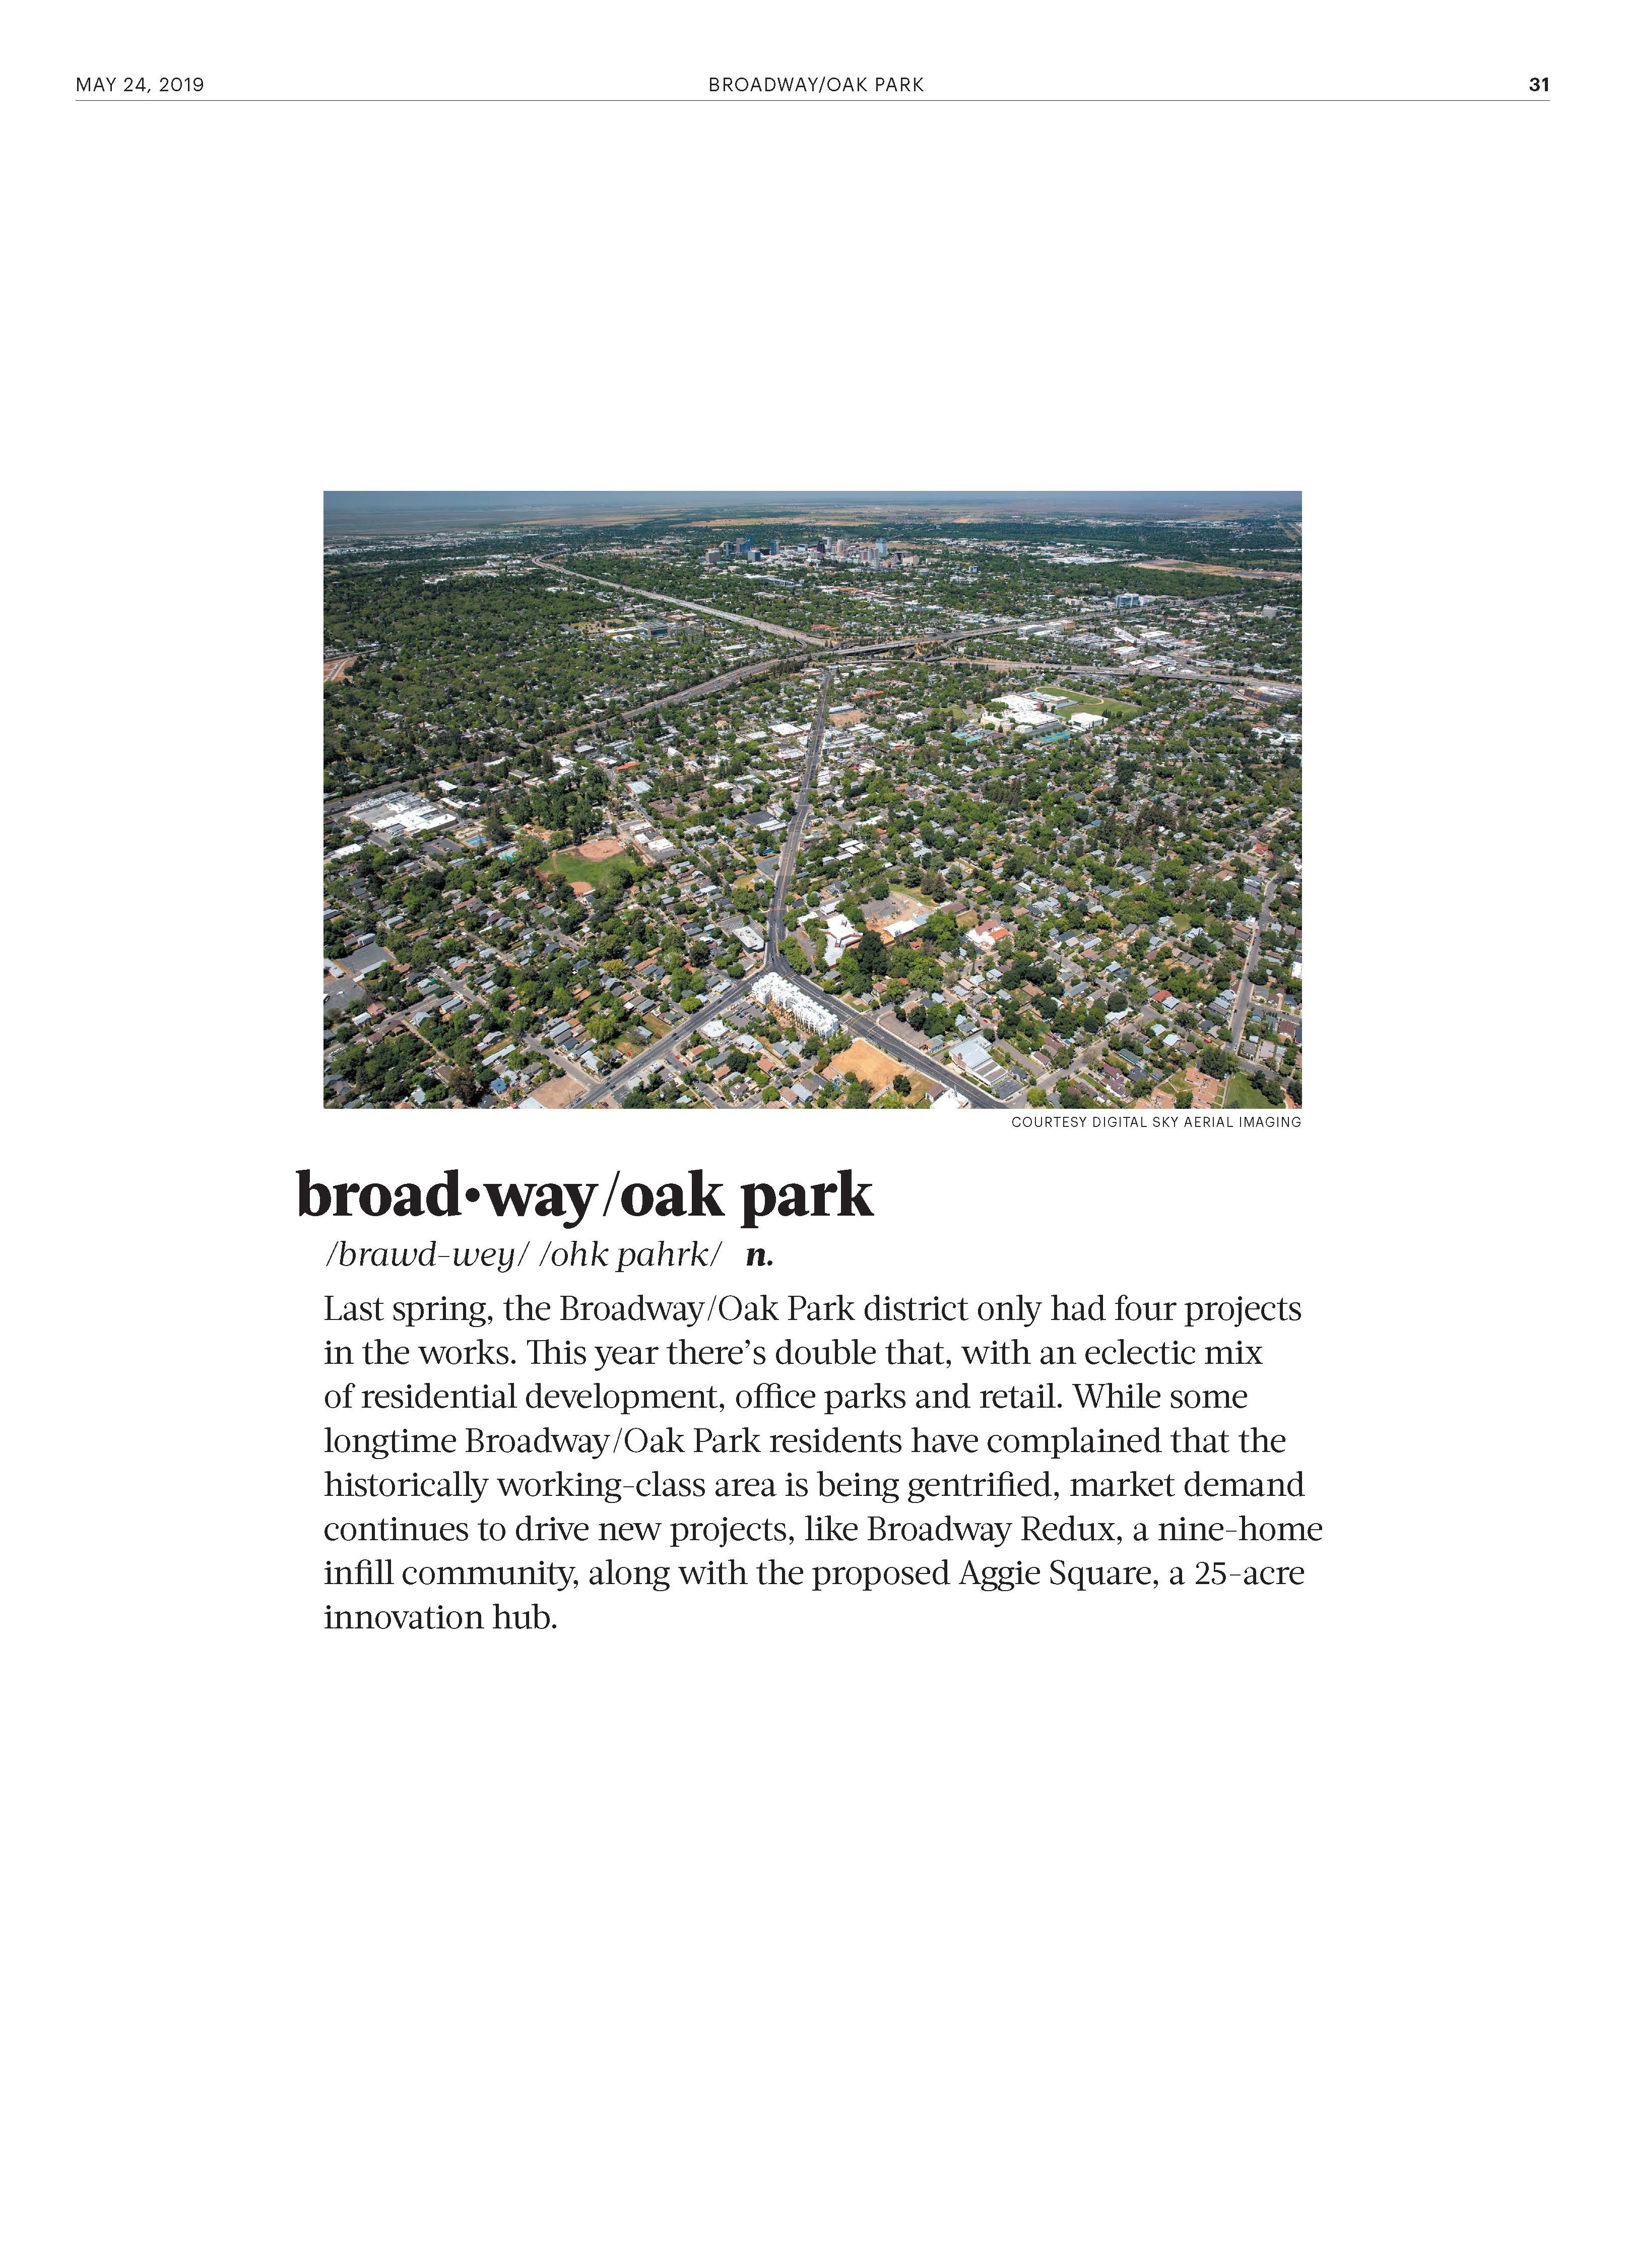 MAY 24, 2019 BROADWAY/OAK PARK 31
COURTESY DIGITAL SKY AERIAL IMAGING
broad•way/oak park
/brawd-wey/ /ohk pahrk/ n.
Last spring, the Broadway/Oak Park district only had four projects
in the works. This year there’s double that, with an eclectic mix
of residential development, office parks and retail. While some
longtime Broadway/Oak Park residents have complained that the
historically working-class area is being gentrified, market demand
continues to drive new projects, like Broadway Redux, a nine-home
infill community, along with the proposed Aggie Square, a 25-acre
innovation hub.